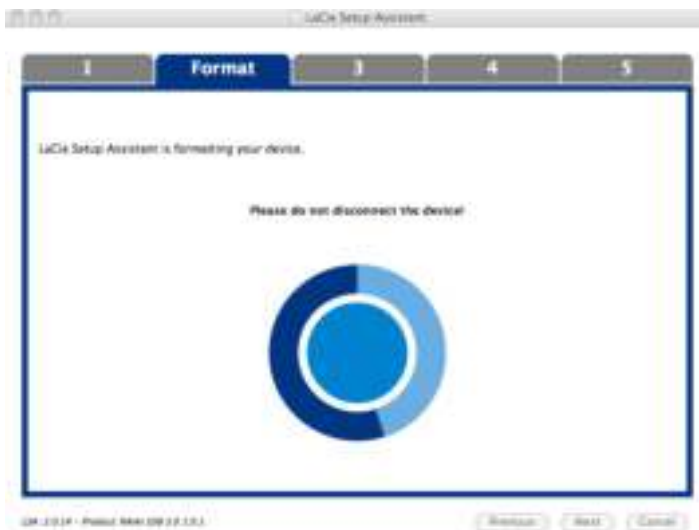 LaCie Setup Assistant
1 Format 3 4 5
LaCie Setup Assistant is formatting your device.
Please do not disconnect the device!
Previous Next Cancel